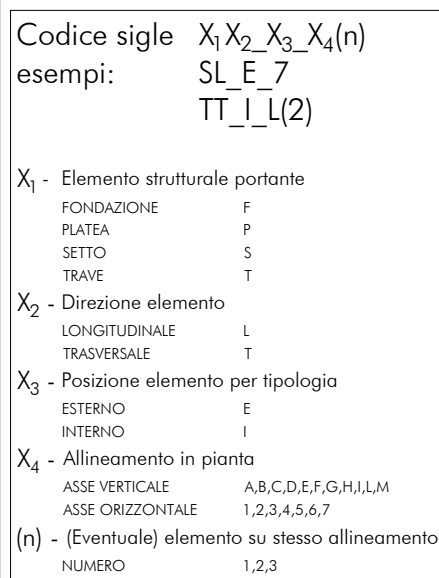 Codice sigle X1X2_X3_X4(n)
esempi: SL_E_7
TT_I_L(2)
X1 - Elemento strutturale portante
FONDAZIONE F
PLATEA P
SETTO S
TRAVE T
X2 - Direzione elemento
LONGITUDINALE L
TRASVERSALE T
X3 - Posizione elemento per tipologia
ESTERNO E
INTERNO I
X4 - Allineamento in pianta
ASSE VERTICALE A,B,C,D,E,F,G,H,I,L,M
ASSE ORIZZONTALE 1,2,3,4,5,6,7
(n) - (Eventuale) elemento su stesso allineamento
NUMERO 1,2,3